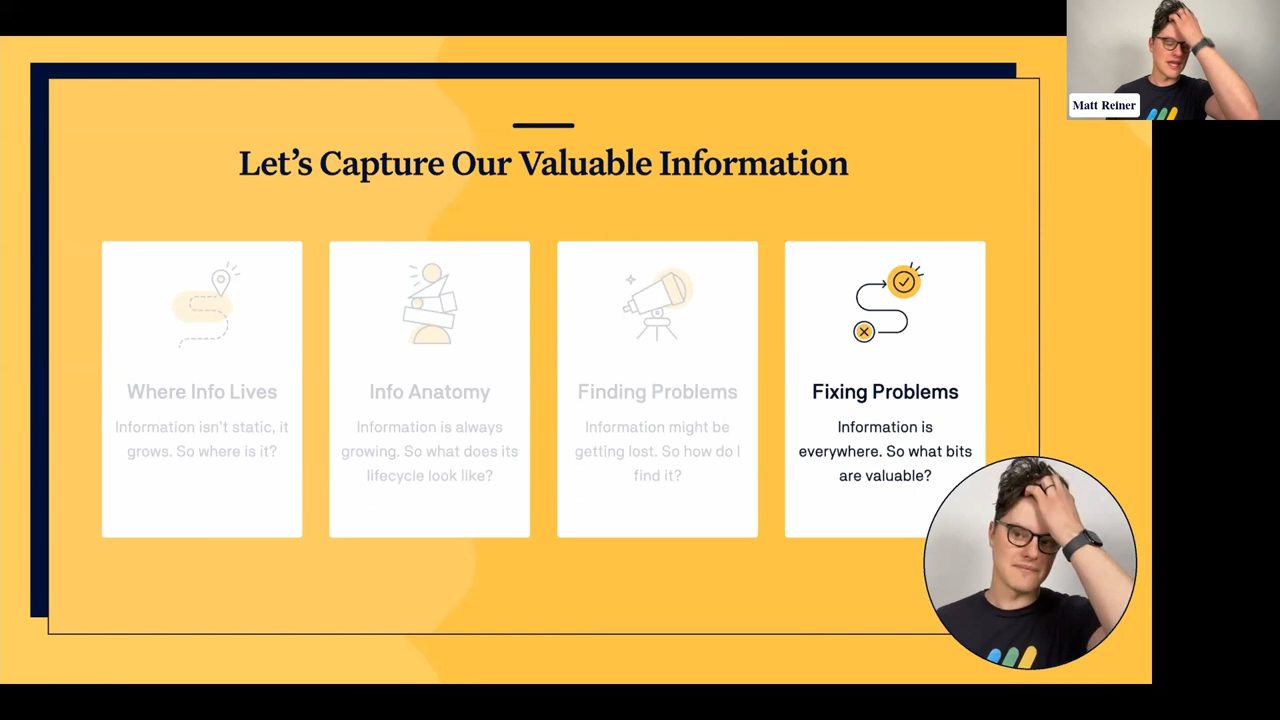 Matt Reiner
Let’s Capture Our Valuable Information
Where Info Lives
Information isn’t static, it
grows. So where is it?
Info Anatomy
Information is always
growing. So what does its
lifecycle look like?
Finding Problems
Information might be
getting lost. So how do I
find it?
Fixing Problems
Information is
everywhere. So what bits
are valuable?